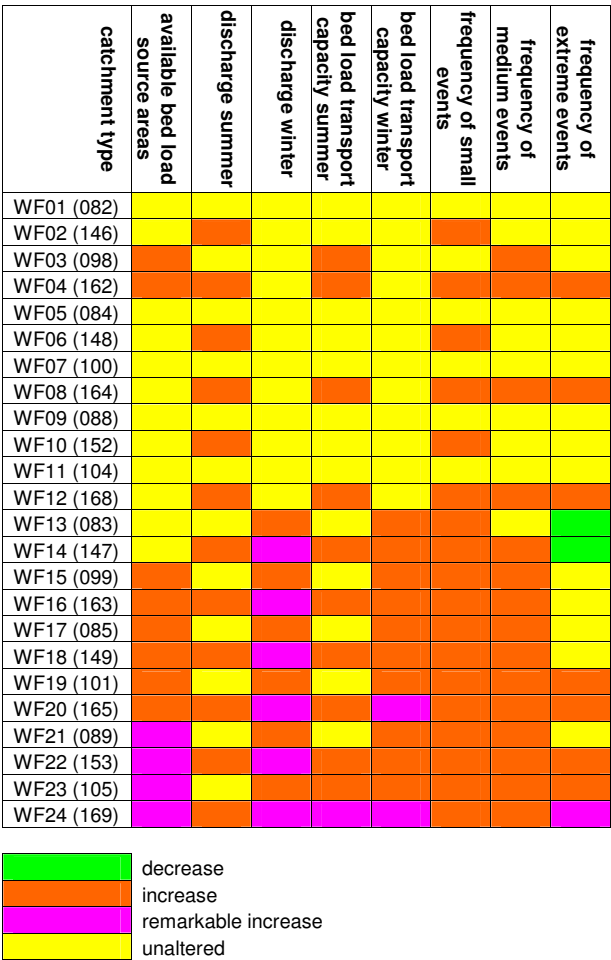 catchment type
available bed load
source areas
discharge summer
discharge winter
bed load transport
capacity summer
bed load transport
capacity winter
frequency of small
events
frequency of
medium events
frequency of
extreme events
WF01 (082)
WF02 (146)
WF03 (098)
WF04 (162)
WF05 (084)
WF06 (148)
WF07 (100)
WF08 (164)
WF09 (088)
WF10 (152)
WF11 (104)
WF12 (168)
WF13 (083)
WF14 (147)
WF15 (099)
WF16 (163)
WF17 (085)
WF18 (149)
WF19 (101)
WF20 (165)
WF21 (089)
WF22 (153)
WF23 (105)
WF24 (169)
decrease
increase
remarkable increase
unaltered